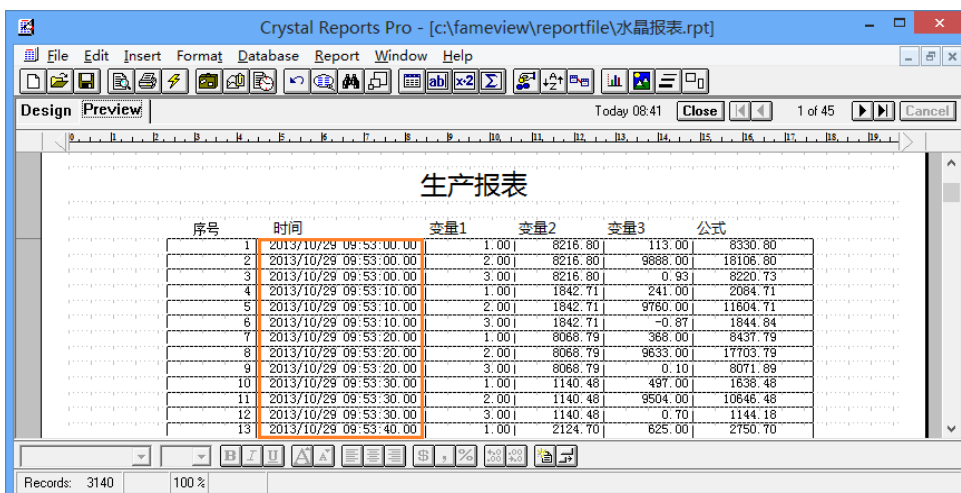 Crystal Reports Pro - [c:\fameview\reportfile\水晶报表.rpt]
File Edit Insert Format Database Report Window Help
Design Preview Today 08:41 Close 1 of 45 Cancel
生产报表
序号 时间 变量1 变量2 变量3 公式
1 2013/10/29 09:53:00.00 1.00 8216.80 113.00 8330.80
2 2013/10/29 09:53:00.00 2.00 8216.80 9888.00 18106.80
3 2013/10/29 09:53:00.00 3.00 8216.80 0.93 8220.73
4 2013/10/29 09:53:10.00 1.00 1842.71 241.00 2084.71
5 2013/10/29 09:53:10.00 2.00 1842.71 9760.00 11604.71
6 2013/10/29 09:53:10.00 3.00 1842.71 -0.87 1844.84
7 2013/10/29 09:53:20.00 1.00 8068.79 368.00 8437.79
8 2013/10/29 09:53:20.00 2.00 8068.79 9633.00 17703.79
9 2013/10/29 09:53:20.00 3.00 8068.79 0.10 8071.89
10 2013/10/29 09:53:30.00 1.00 1140.48 497.00 1638.48
11 2013/10/29 09:53:30.00 2.00 1140.48 9504.00 10646.48
12 2013/10/29 09:53:30.00 3.00 1140.48 0.70 1144.18
13 2013/10/29 09:53:40.00 1.00 2124.70 625.00 2750.70
B I U A A $ , %
Records: 3140 100 %